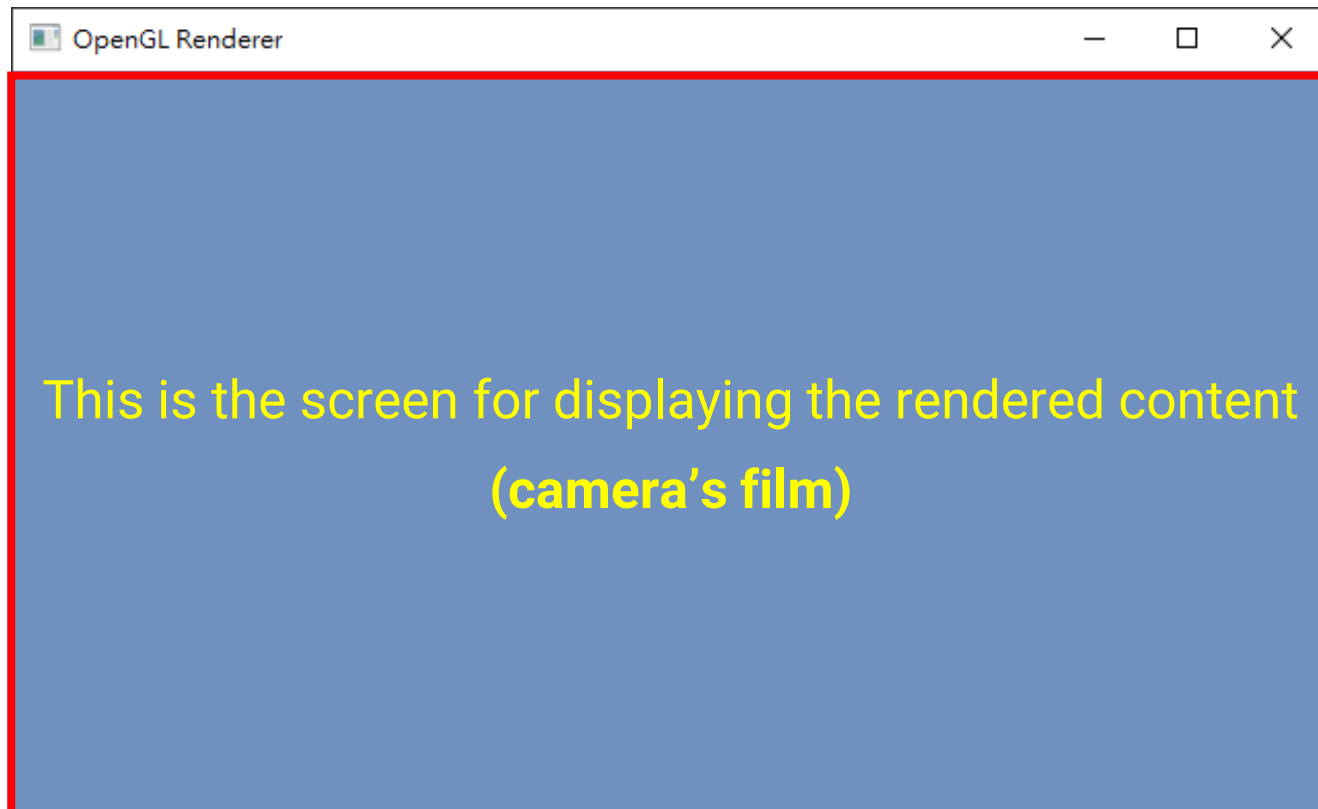 OpenGL Renderer
This is the screen for displaying the rendered content
(camera’s film)